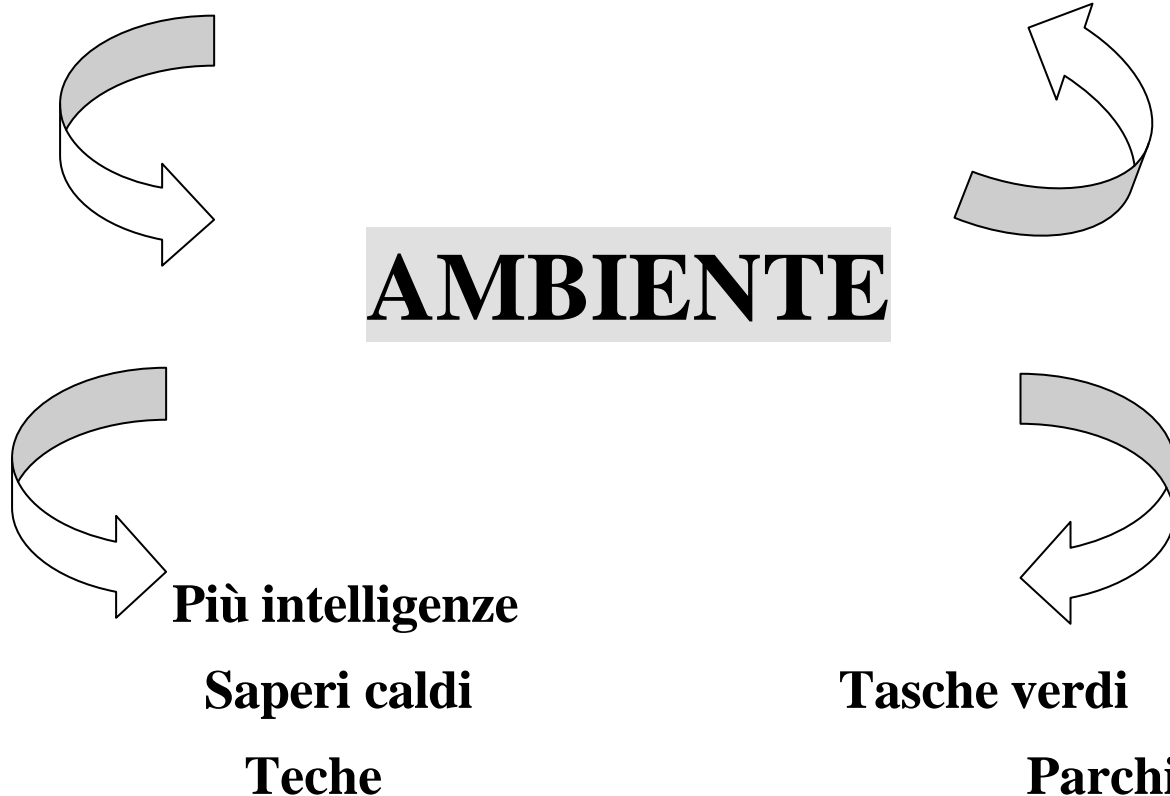 AMBIENTE
Più intelligenze
Saperi caldi
Tasche verdi
Teche
Parchi